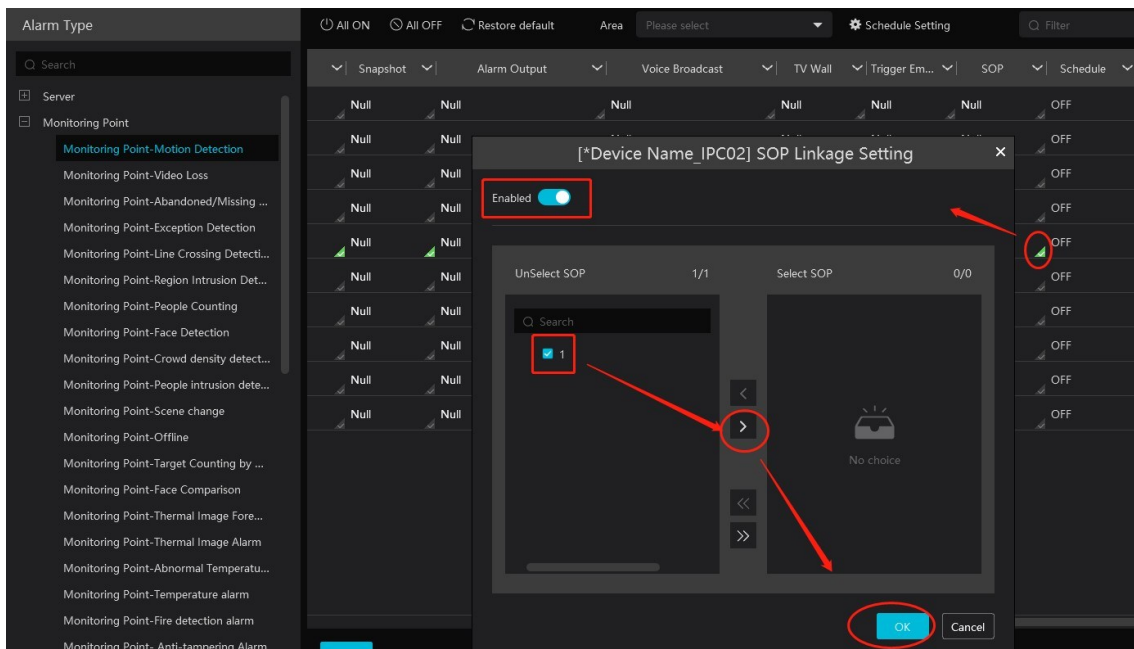 Alarm Type
All ON All OFF Restore default Area Please select Schedule Setting Filter
Search
Snapshot Alarm Output Voice Broadcast TV Wall Trigger Em... SOP Schedule
Server
Monitoring Point
Monitoring Point-Motion Detection
Monitoring Point-Video Loss
Monitoring Point-Abandoned/Missing ...
Monitoring Point-Exception Detection
Monitoring Point-Line Crossing Detecti...
Monitoring Point-Region Intrusion Det...
Monitoring Point-People Counting
Monitoring Point-Face Detection
Monitoring Point-Crowd density detect...
Monitoring Point-People intrusion dete...
Monitoring Point-Scene change
Monitoring Point-Offline
Monitoring Point-Target Counting by ...
Monitoring Point-Face Comparison
Monitoring Point-Thermal Image Fore...
Monitoring Point-Thermal Image Alarm
Monitoring Point-Abnormal Temperatu...
Monitoring Point-Temperature alarm
Monitoring Point-Fire detection alarm
Monitoring Point- Anti-tampering Alarm
Null Null Null Null Null Null OFF
Null Null OFF
Null Null OFF
Null Null OFF
Null Null OFF
Null Null OFF
Null Null OFF
Null Null OFF
Null Null OFF
Null Null OFF
[*Device Name_IPC02] SOP Linkage Setting
Enabled
UnSelect SOP 1/1 Select SOP 0/0
Search
1
No choice
OK Cancel